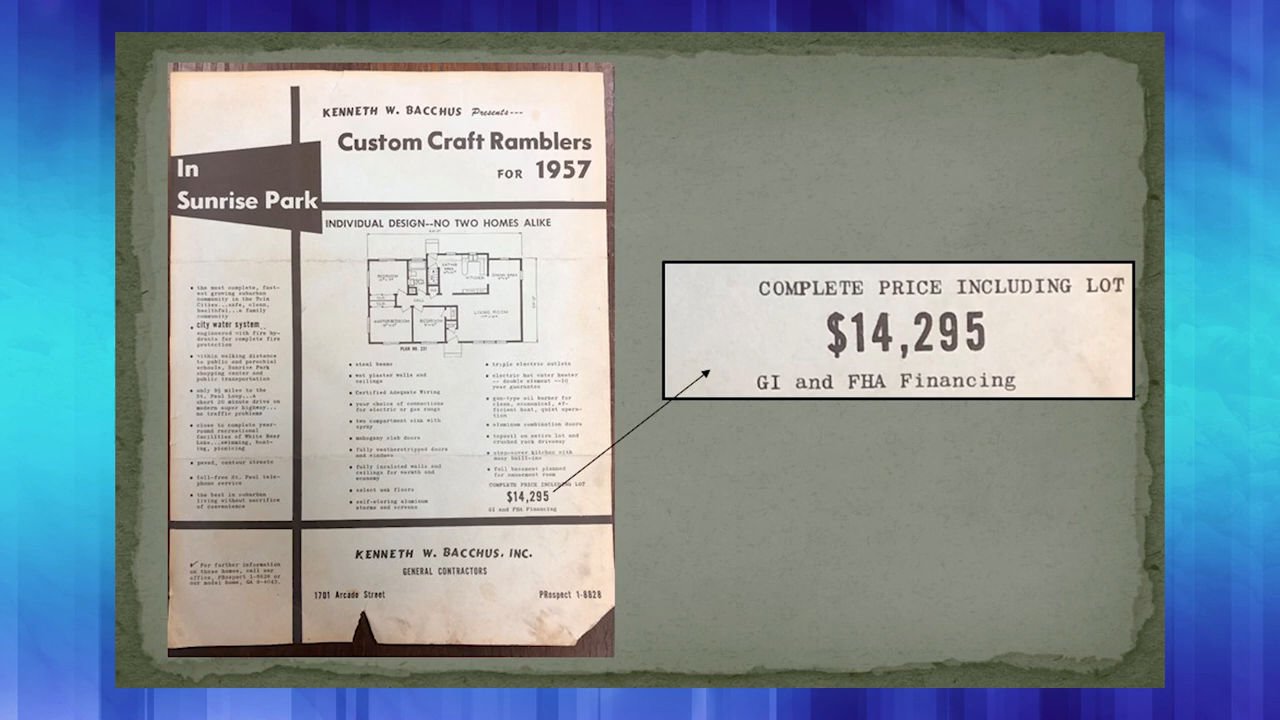 KENNETH W. BACCHUS Presents---
Custom Craft Ramblers
FOR 1957
In
Sunrise Park
INDIVIDUAL DESIGN--NO TWO HOMES ALIKE
BEDROOM
KITCHEN
LIVING ROOM
BEDROOM
PLAN NO.
• the most complete, fast-
est growing suburban
community in the Twin
Cities...safe, clean,
healthful...a family
community
• city water system
engineered with fire hy-
drants for complete fire
protection
• within walking distance
to public and parochial
schools, Sunrise Park
shopping center and
public transportation
• only 9½ miles to the
St. Paul Loop...a
short 20 minute drive on
modern super highway...
no traffic problems
• close to complete year-
round recreational
facilities of White Bear
Lake...swimming, boat-
ing, picnicing
• paved, contour streets
• toll-free St. Paul tele-
phone service
• the best in suburban
living without sacrifice
of convenience
• steel beams
• wet plaster walls and
ceilings
• Certified Adequate Wiring
• your choice of connections
for electric or gas range
• two compartment sink with
spray
• mahogany slab doors
• fully weatherstripped doors
and windows
• fully insulated walls and
ceilings for warmth and
economy
• select oak floors
• self-storing aluminum
storms and screens
• triple electric outlets
• electric hot water heater
-- double element --10
year guarantee
• gun-type oil burner for
clean, economical, ef-
ficient heat, quiet opera-
tion
• aluminum combination doors
• topsoil on entire lot and
crushed rock driveway
• step-saver kitchen with
many built-ins
• full basement planned
for amusement room
COMPLETE PRICE INCLUDING LOT
$14,295
GI and FHA Financing
For further information
on these homes, call our
office, PRospect 1-8828 or
our model home,
KENNETH W. BACCHUS, INC.
GENERAL CONTRACTORS
1701 Arcade Street PRospect 1-8828
COMPLETE PRICE INCLUDING LOT
$14,295
GI and FHA Financing